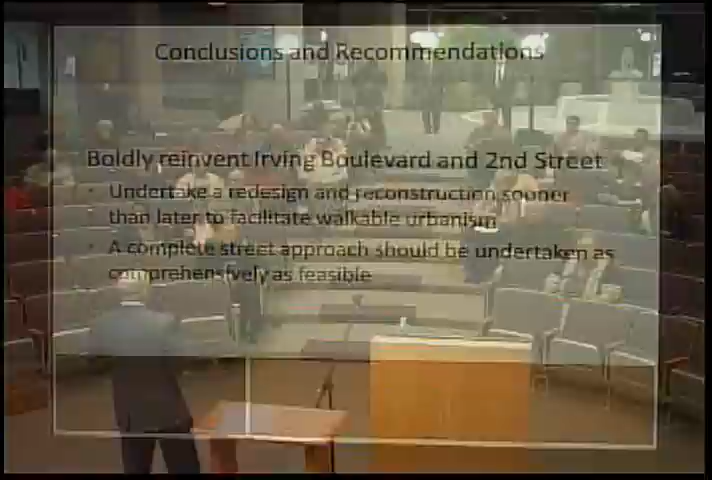 Conclusions and Recommendations
Boldly reinvent Irving Boulevard and 2nd Street
• Undertake a redesign and reconstruction sooner
than later to facilitate walkable urbanism
• A complete street approach should be undertaken as
comprehensively as feasible